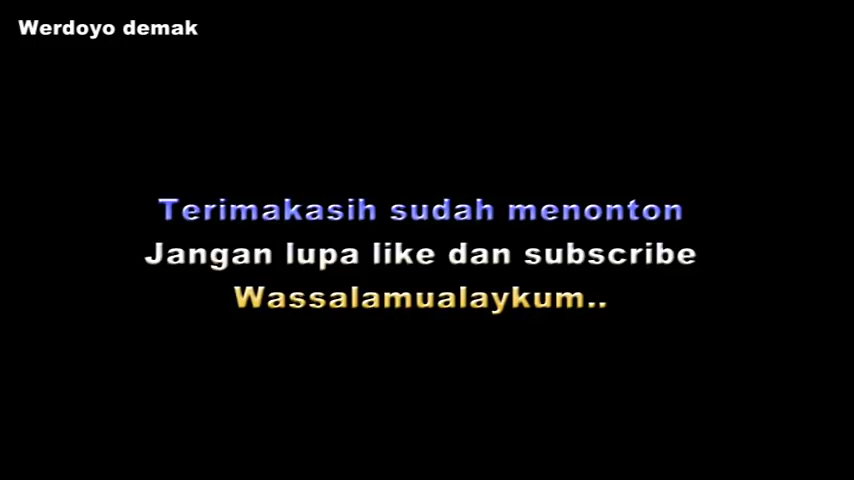 Werdoyo demak
Terimakasih sudah menonton
Jangan lupa like dan subscribe
Wassalamualaykum..